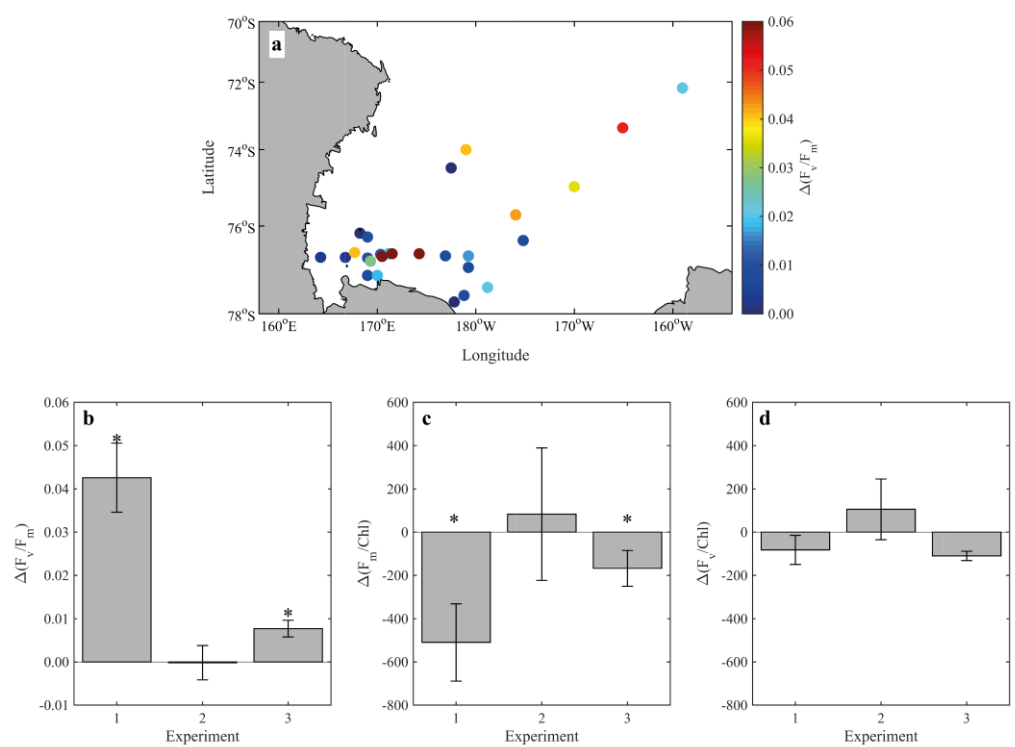 a
70°S
72°S
74°S
76°S
78°S
Latitude
160°E
170°E
180°W
170°W
160°W
Longitude
0.06
0.05
0.04
0.03
0.02
0.01
0.00
Δ(Fv/Fm)
b
0.06
0.05
0.04
0.03
0.02
0.01
0.00
-0.01
Δ(Fv/Fm)
*
*
1 2 3
Experiment
c
600
400
200
0
-200
-400
-600
-800
Δ(Fm/Chl)
* *
1 2 3
Experiment
d
600
400
200
0
-200
-400
-600
-800
Δ(Fv/Chl)
1 2 3
Experiment